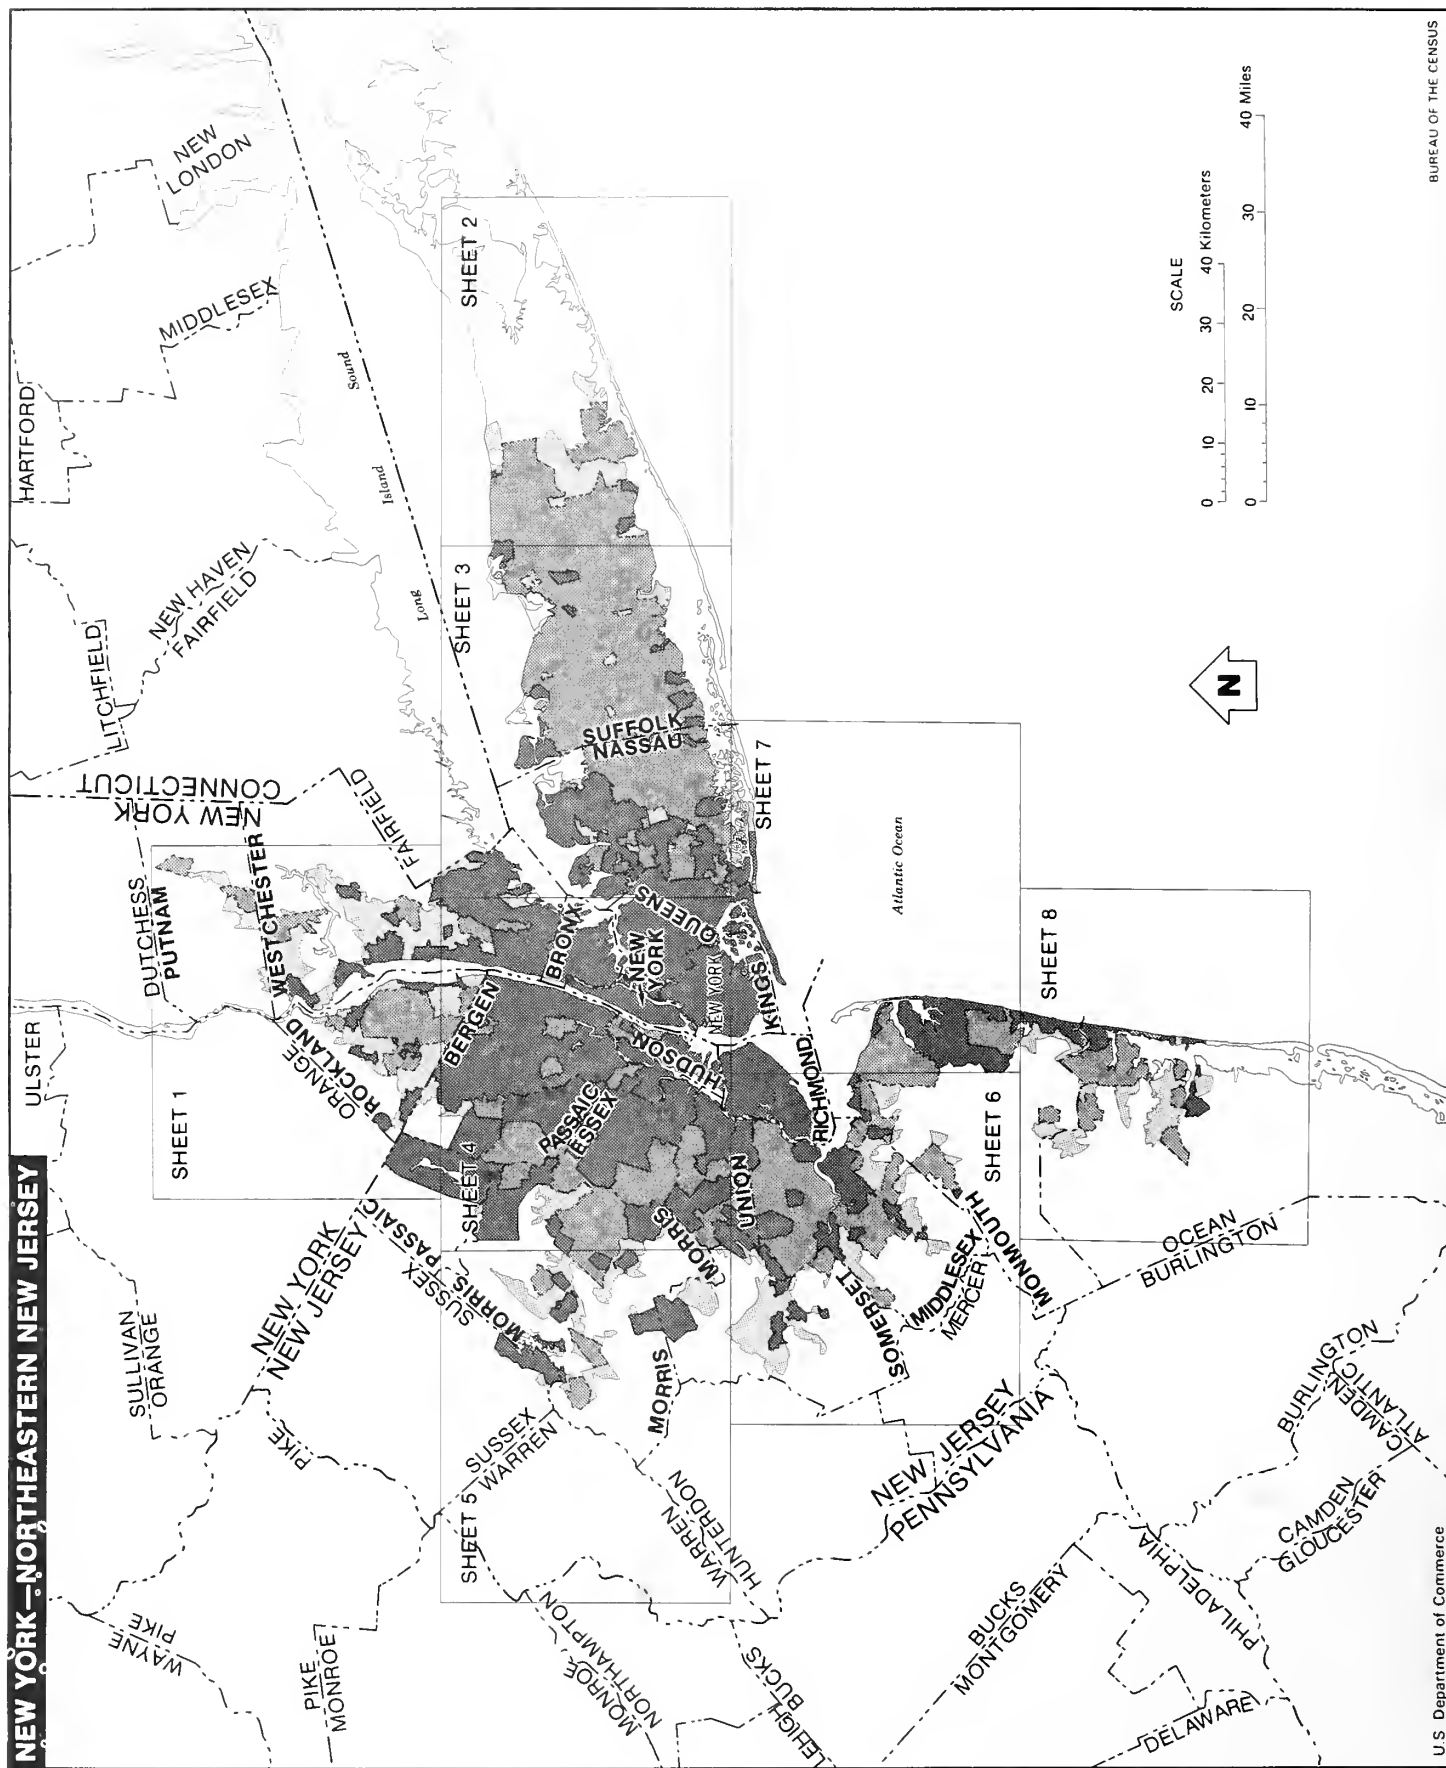 NEW YORK—NORTHEASTERN NEW JERSEY
ULSTER
SULLIVAN
ORANGE
WAYNE
PIKE
PIKE
MONROE
PIKE
NEW YORK
NEW JERSEY
SHEET 1
DUTCHESS
PUTNAM
WESTCHESTER
ORANGE
ROCKLAND
NEW YORK
CONNECTICUT
LITCHFIELD
HARTFORD
NEW HAVEN
FAIRFIELD
MIDDLESEX
NEW
LONDON
FAIRFIELD
Long
Island
Sound
SHEET 5
SUSSEX
WARREN
SUSSEX
MORRIS
PASSAIC
SHEET 4
BERGEN
PASSAIC
ESSEX
HUDSON
BRONX
NEW
YORK
QUEENS
NEW YORK
KINGS
SHEET 3
SUFFOLK
NASSAU
SHEET 2
MONROE
NORTHAMPTON
WARREN
HUNTERDON
MORRIS
MORRIS
UNION
RICHMOND
SHEET 7
Atlantic Ocean
LEHIGH
BUCKS
SOMERSET
MIDDLESEX
MERCER
MONMOUTH
SHEET 6
NEW JERSEY
PENNSYLVANIA
BUCKS
MONTGOMERY
PHILADELPHIA
DELAWARE
OCEAN
BURLINGTON
SHEET 8
BURLINGTON
CAMDEN
ATLANTIC
CAMDEN
GLOUCESTER
N
SCALE
0 10 20 30 40 Kilometers
0 10 20 30 40 Miles
U.S Department of Commerce
BUREAU OF THE CENSUS